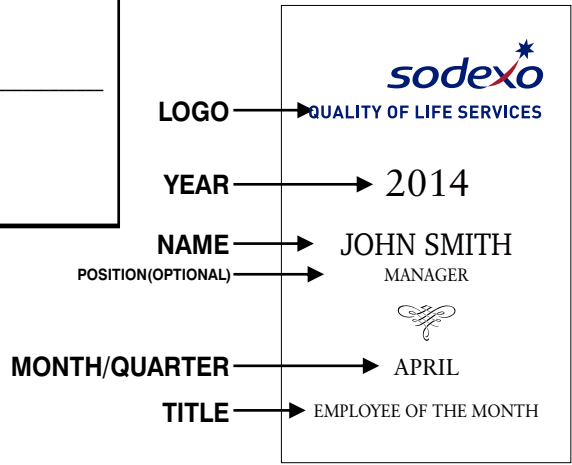 sodexo
LOGO QUALITY OF LIFE SERVICES
YEAR 2014
NAME JOHN SMITH
POSITION(OPTIONAL) MANAGER
MONTH/QUARTER APRIL
TITLE EMPLOYEE OF THE MONTH